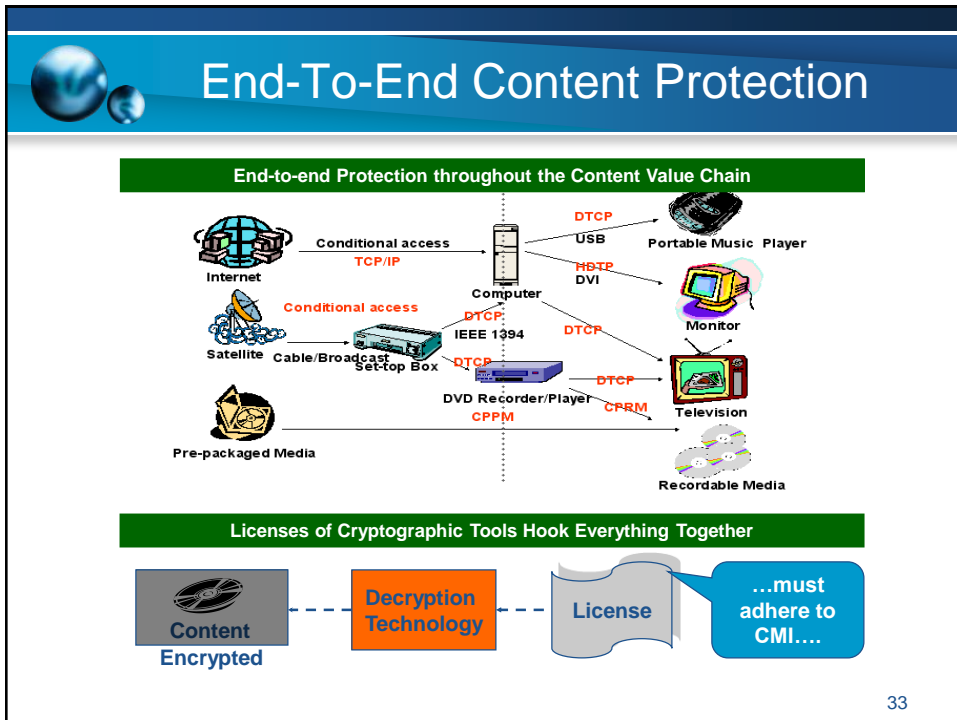 End-To-End Content Protection
End-to-end Protection throughout the Content Value Chain
DTCP
Conditional access
USB
Portable Music Player
TCP/IP
HDTP
DVI
Internet
Computer
Conditional access
DTCP
DTCP
Monitor
IEEE 1394
Satellite
Cable/Broadcast
Set-top Box
DTCP
DTCP
DVD Recorder/Player
CPRM
Television
CPPM
Pre-packaged Media
Recordable Media
Licenses of Cryptographic Tools Hook Everything Together
Content
Encrypted
Decryption
Technology
License
…must
adhere to
CMI….
33